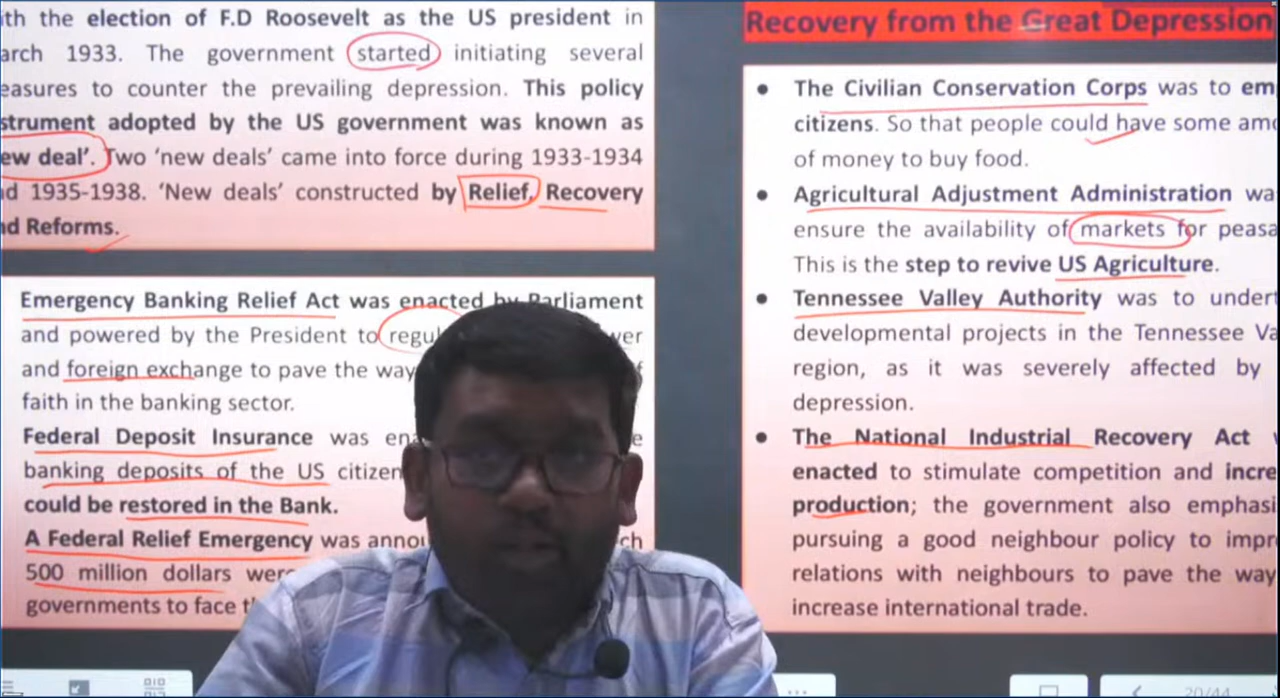 th the election of F.D Roosevelt as the US president in
arch 1933. The government started initiating several
easures to counter the prevailing depression. This policy
strument adopted by the US government was known as
ew deal’. Two ‘new deals’ came into force during 1933-1934
d 1935-1938. ‘New deals’ constructed by Relief, Recovery
nd Reforms.
Emergency Banking Relief Act was enacted by Parliament
and powered by the President to regu wer
and foreign exchange to pave the way f
faith in the banking sector.
Federal Deposit Insurance was ena e
banking deposits of the US citizen
could be restored in the Bank.
A Federal Relief Emergency was annou ch
500 million dollars were
governments to face th
Recovery from the Great Depression
• The Civilian Conservation Corps was to em
citizens. So that people could have some amo
of money to buy food.
• Agricultural Adjustment Administration wa
ensure the availability of markets for peasa
This is the step to revive US Agriculture.
• Tennessee Valley Authority was to undert
developmental projects in the Tennessee Va
region, as it was severely affected by
depression.
• The National Industrial Recovery Act
enacted to stimulate competition and incre
production; the government also emphasi
pursuing a good neighbour policy to impr
relations with neighbours to pave the way
increase international trade.
20/44